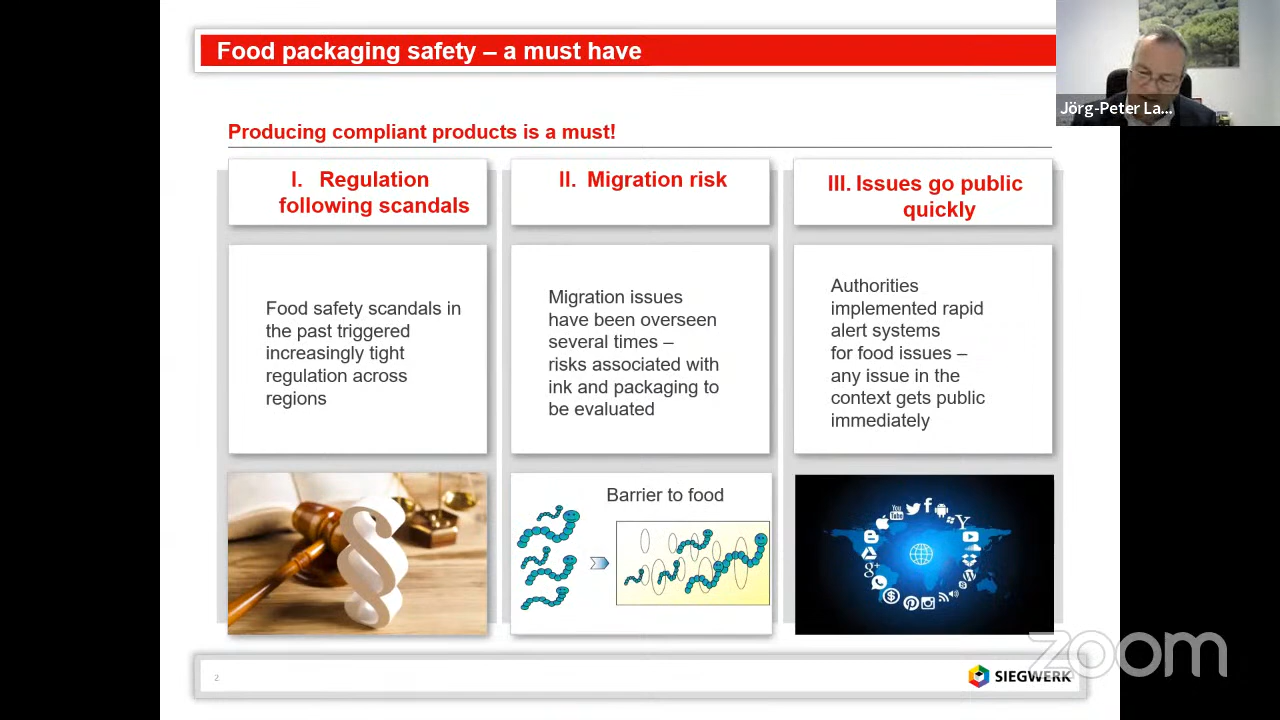 Food packaging safety – a must have
Jörg-Peter La...
Producing compliant products is a must!
I. Regulation
following scandals
II. Migration risk
III. Issues go public
quickly
Food safety scandals in
the past triggered
increasingly tight
regulation across
regions
Migration issues
have been overseen
several times –
risks associated with
ink and packaging to
be evaluated
Authorities
implemented rapid
alert systems
for food issues –
any issue in the
context gets public
immediately
Barrier to food
You
Tube
2
SIEGWERK
zoom